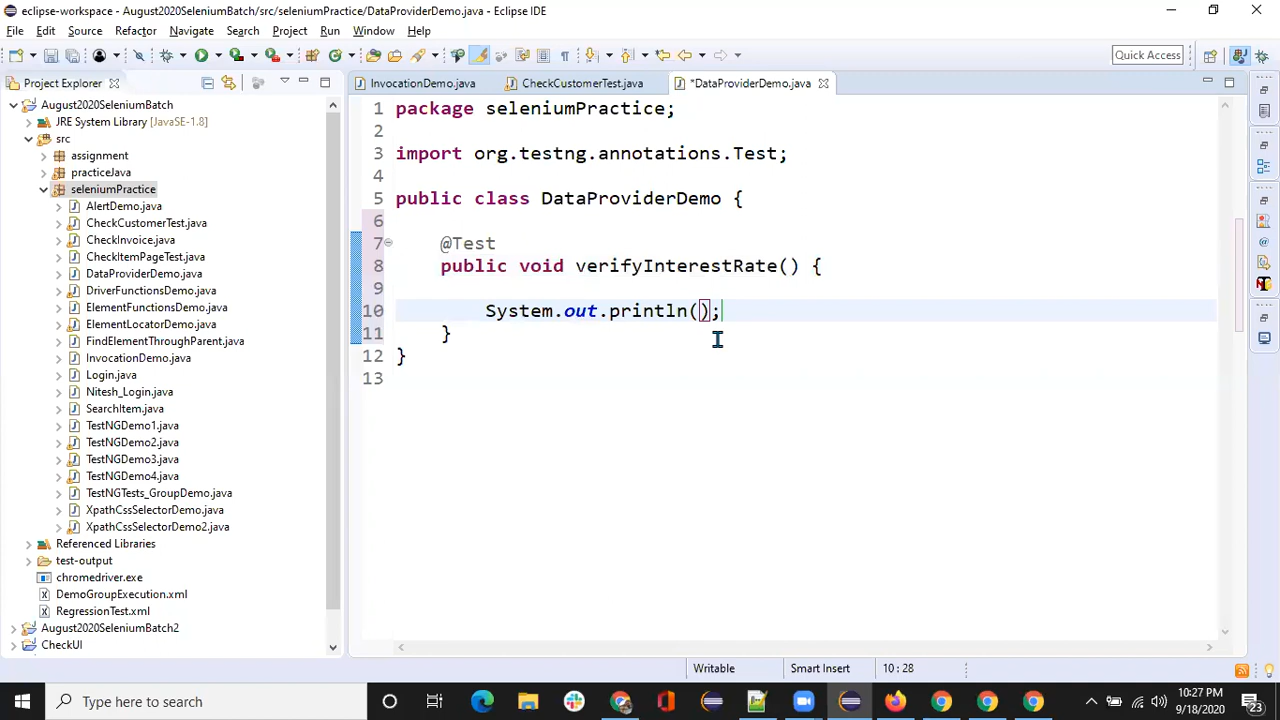 eclipse-workspace - August2020SeleniumBatch/src/seleniumPractice/DataProviderDemo.java - Eclipse IDE
File Edit Source Refactor Navigate Search Project Run Window Help
Quick Access
Project Explorer
InvocationDemo.java CheckCustomerTest.java *DataProviderDemo.java
August2020SeleniumBatch
JRE System Library [JavaSE-1.8]
src
assignment
practiceJava
seleniumPractice
AlertDemo.java
CheckCustomerTest.java
CheckInvoice.java
CheckItemPageTest.java
DataProviderDemo.java
DriverFunctionsDemo.java
ElementFunctionsDemo.java
ElementLocatorDemo.java
FindElementThroughParent.java
InvocationDemo.java
Login.java
Nitesh_Login.java
SearchItem.java
TestNGDemo1.java
TestNGDemo2.java
TestNGDemo3.java
TestNGDemo4.java
TestNGTests_GroupDemo.java
XpathCssSelectorDemo.java
XpathCssSelectorDemo2.java
Referenced Libraries
test-output
chromedriver.exe
DemoGroupExecution.xml
RegressionTest.xml
August2020SeleniumBatch2
CheckUI
1 package seleniumPractice;
2
3 import org.testng.annotations.Test;
4
5 public class DataProviderDemo {
6
7 @Test
8 public void verifyInterestRate() {
9
10 System.out.println();
11 }
12 }
13
Writable Smart Insert 10 : 28
Type here to search
10:27 PM
9/18/2020
23